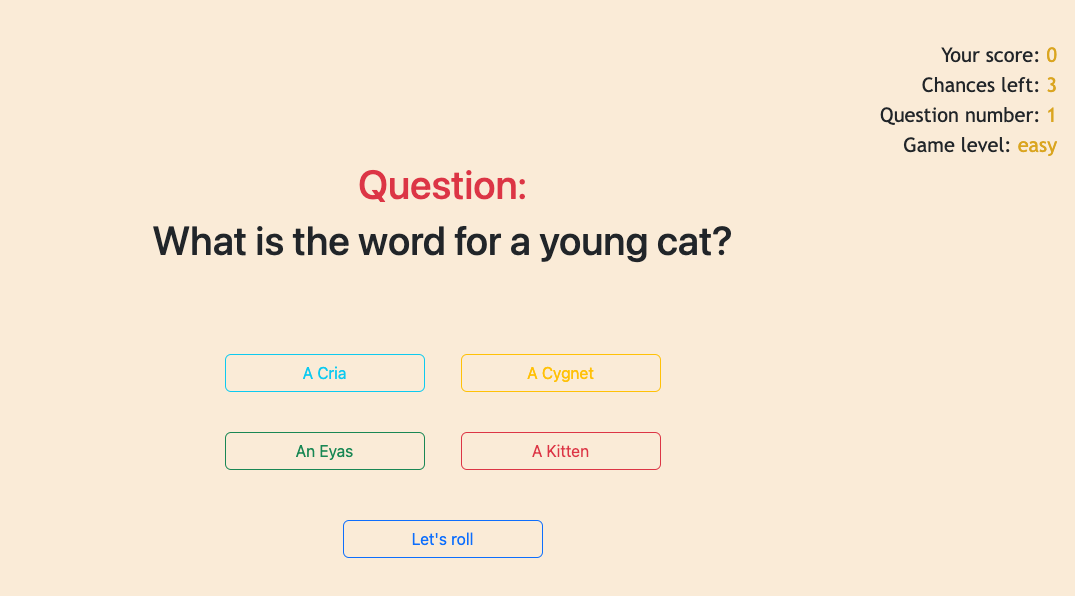 Your score: 0
Chances left: 3
Question number: 1
Game level: easy
Question:
What is the word for a young cat?
A Cria
A Cygnet
An Eyas
A Kitten
Let's roll